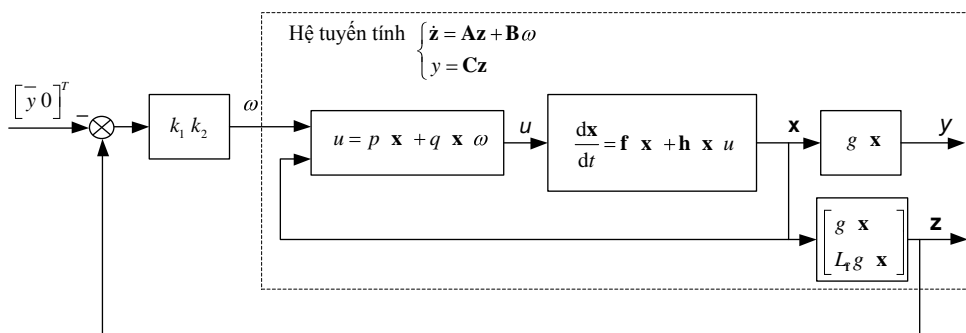 Hệ tuyến tính { ż = Az + Bω
y = Cz
[ȳ 0]ᵀ
−
k₁ k₂
ω
u = p x + q x ω
u
dx/dt = f x + h x u
x
g x
y
g x
L_f g x
z